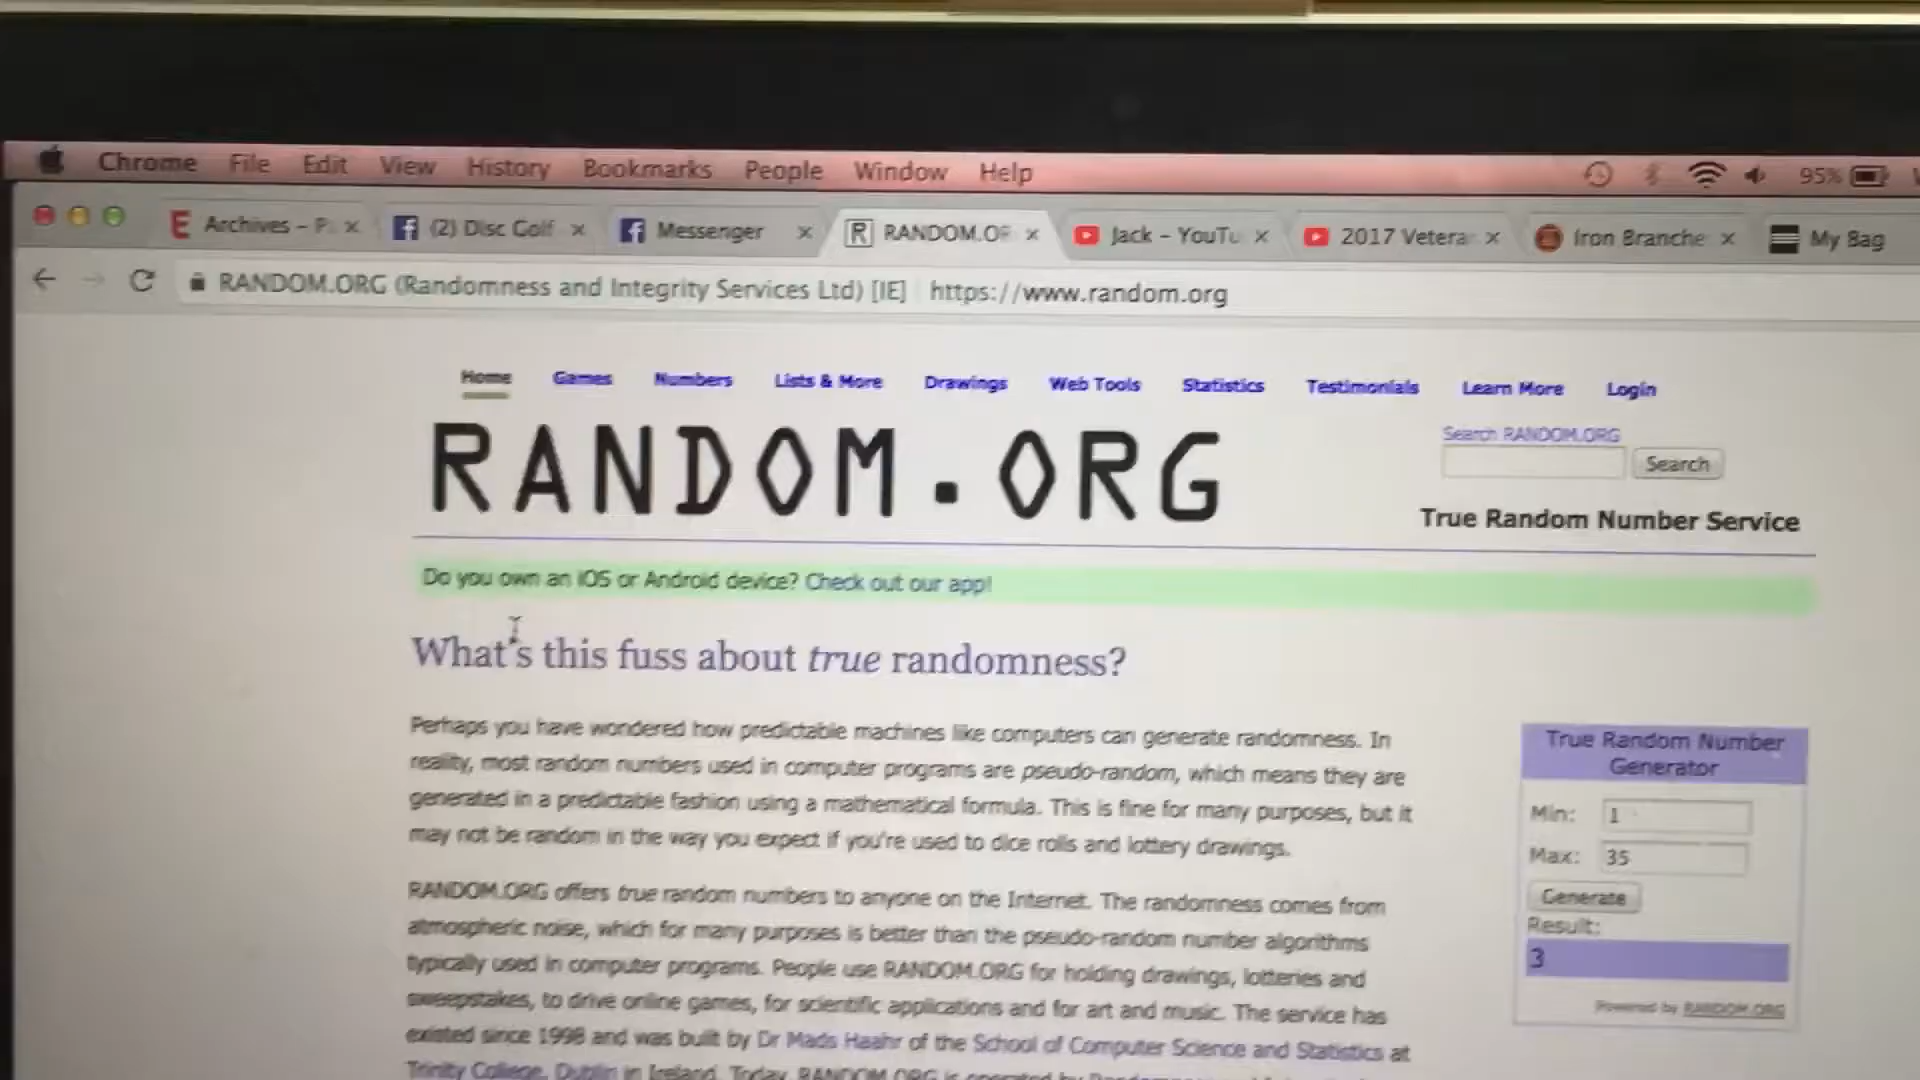 Chrome File Edit View History Bookmarks People Window Help 95%
Archives – P (2) Disc Golf Messenger RANDOM.OR Jack – YouTu 2017 Vetera Iron Branche My Bag
RANDOM.ORG (Randomness and Integrity Services Ltd) [IE] https://www.random.org
Home Games Numbers Lists & More Drawings Web Tools Statistics Testimonials Learn More Login
RANDOM.ORG
Search RANDOM.ORG
Search
True Random Number Service
Do you own an iOS or Android device? Check out our app!
What's this fuss about true randomness?
Perhaps you have wondered how predictable machines like computers can generate randomness. In
reality, most random numbers used in computer programs are pseudo-random, which means they are
generated in a predictable fashion using a mathematical formula. This is fine for many purposes, but it
may not be random in the way you expect if you're used to dice rolls and lottery drawings.
RANDOM.ORG offers true random numbers to anyone on the Internet. The randomness comes from
atmospheric noise, which for many purposes is better than the pseudo-random number algorithms
typically used in computer programs. People use RANDOM.ORG for holding drawings, lotteries and
sweepstakes, to drive online games, for scientific applications and for art and music. The service has
existed since 1998 and was built by Dr Mads Haahr of the School of Computer Science and Statistics at
Trinity College, Dublin in Ireland. Today, RANDOM.ORG is operated by
True Random Number
Generator
Min: 1
Max: 35
Generate
Result:
3
Powered by RANDOM.ORG